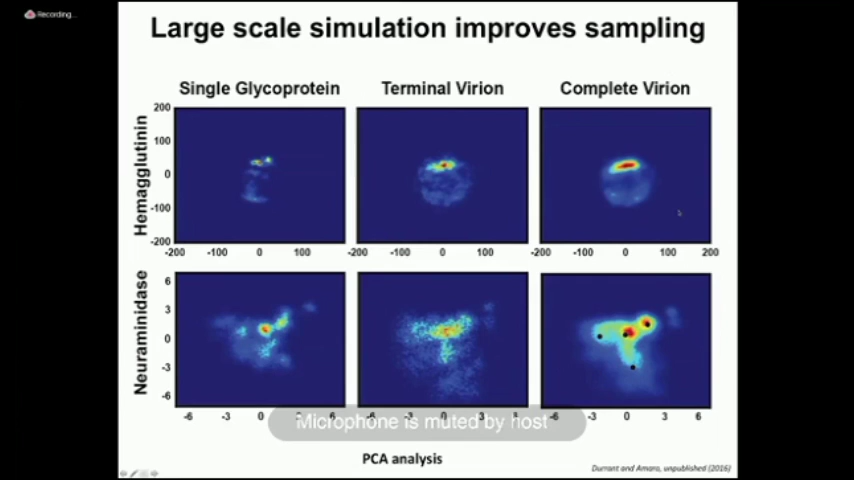 Recording...
Large scale simulation improves sampling
Single Glycoprotein Terminal Virion Complete Virion
Hemagglutinin
200
100
0
-100
-200
-200 -100 0 100 -200 -100 0 100 -200 -100 0 100 200
Neuraminidase
6
3
0
-3
-6
-6 -3 0 3 6 -6 -3 0 3 6 -6 -3 0 3 6
Microphone is muted by host
PCA analysis
Durrant and Amaro, unpublished (2016)